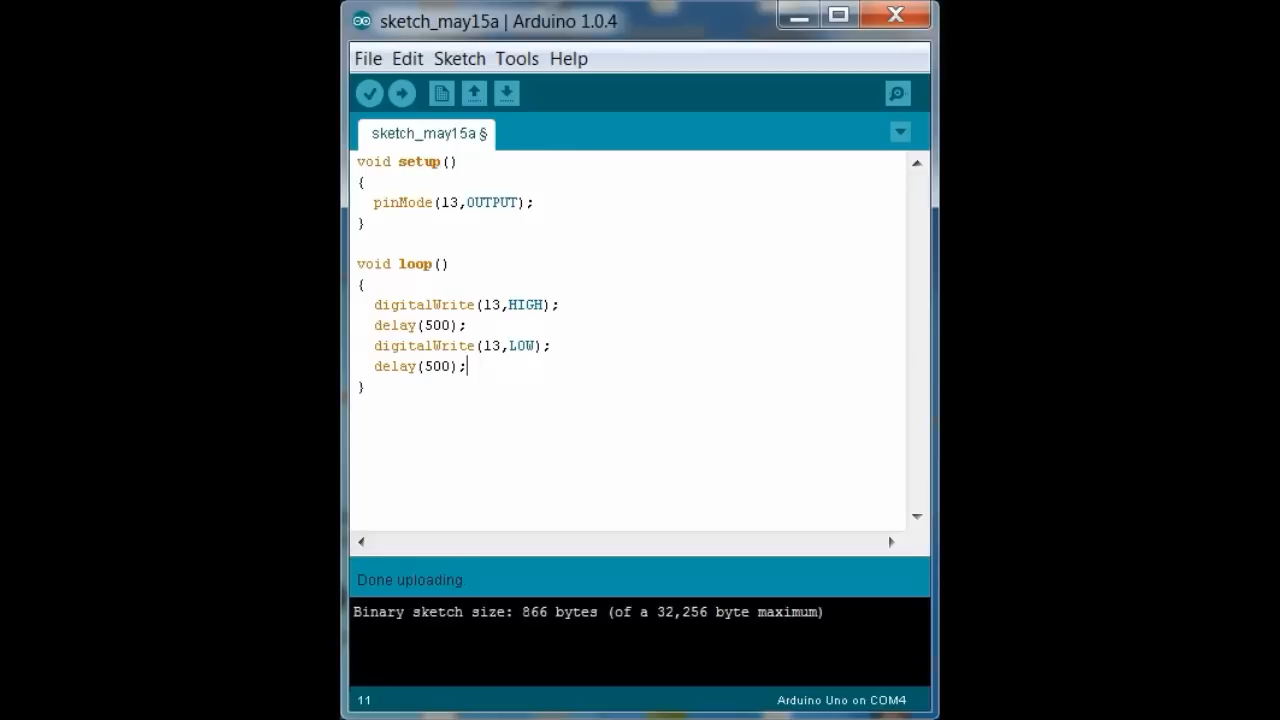 sketch_may15a | Arduino 1.0.4
File Edit Sketch Tools Help
sketch_may15a §
void setup()
{
pinMode(13,OUTPUT);
}
void loop()
{
digitalWrite(13,HIGH);
delay(500);
digitalWrite(13,LOW);
delay(500);
}
Done uploading.
Binary sketch size: 866 bytes (of a 32,256 byte maximum)
11
Arduino Uno on COM4